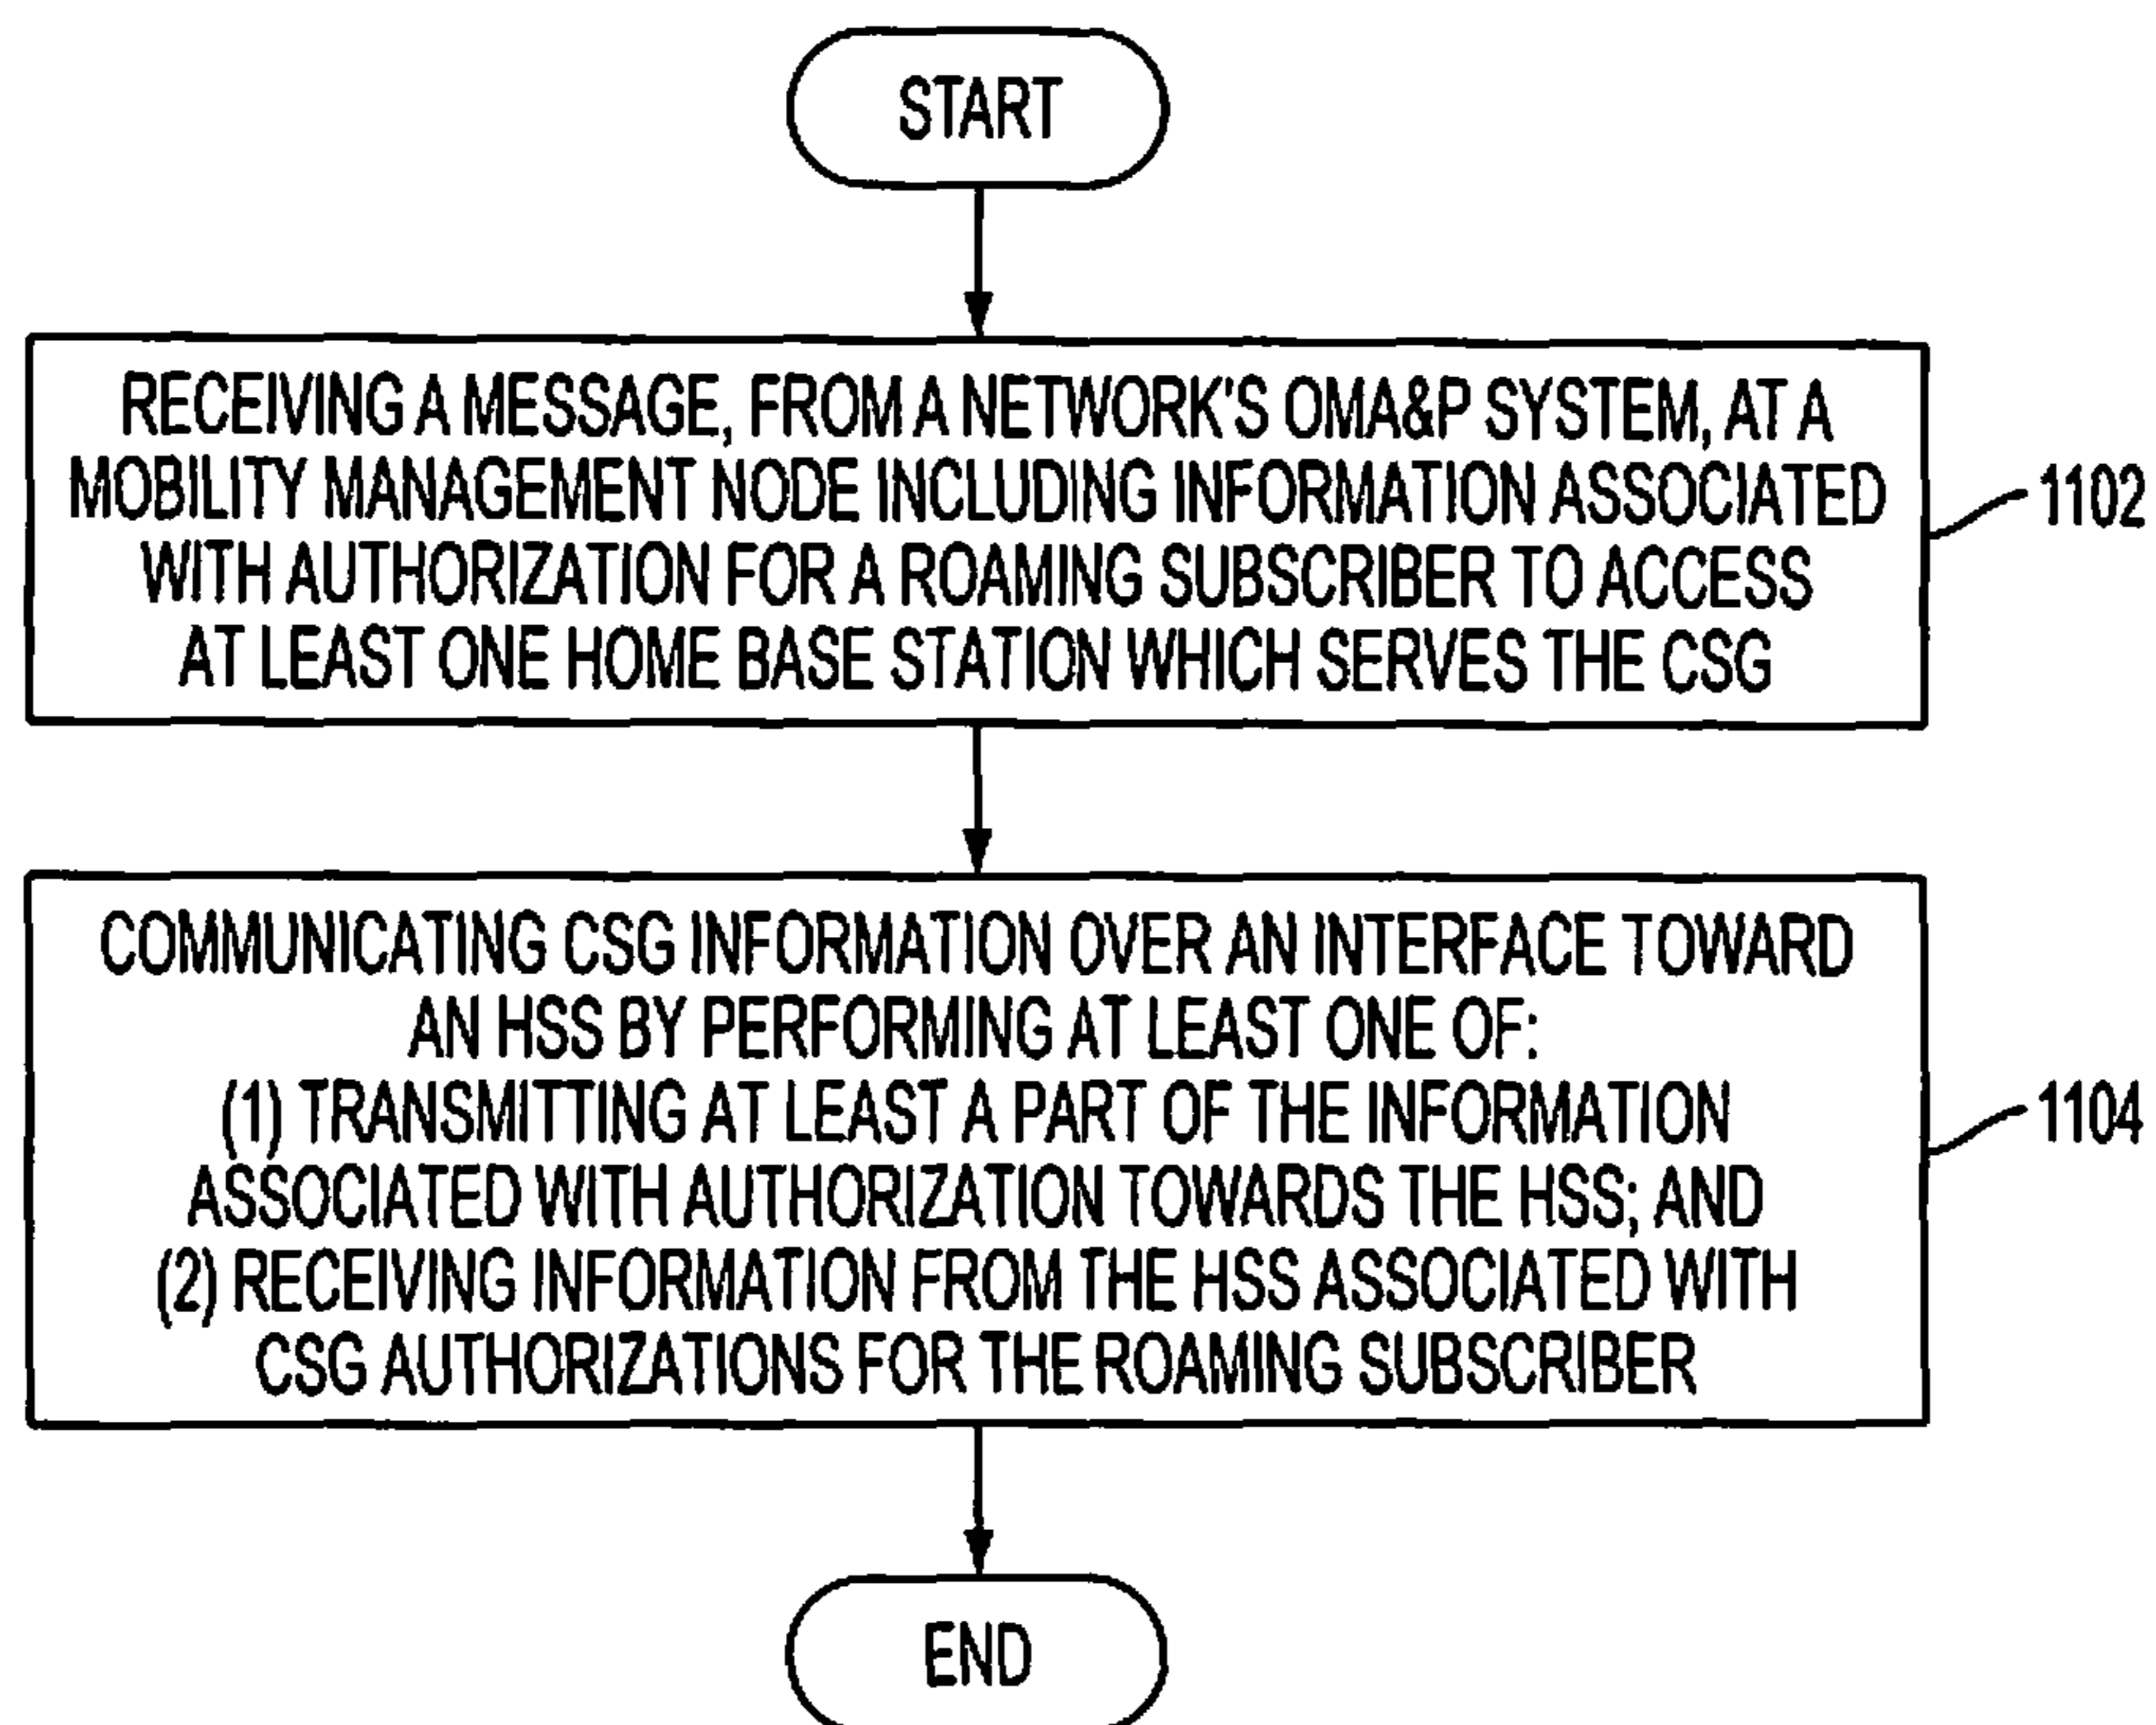 START
RECEIVING A MESSAGE, FROM A NETWORK'S OMA&P SYSTEM, AT A
MOBILITY MANAGEMENT NODE INCLUDING INFORMATION ASSOCIATED
WITH AUTHORIZATION FOR A ROAMING SUBSCRIBER TO ACCESS
AT LEAST ONE HOME BASE STATION WHICH SERVES THE CSG
1102
COMMUNICATING CSG INFORMATION OVER AN INTERFACE TOWARD
AN HSS BY PERFORMING AT LEAST ONE OF:
(1) TRANSMITTING AT LEAST A PART OF THE INFORMATION
ASSOCIATED WITH AUTHORIZATION TOWARDS THE HSS; AND
(2) RECEIVING INFORMATION FROM THE HSS ASSOCIATED WITH
CSG AUTHORIZATIONS FOR THE ROAMING SUBSCRIBER
1104
END